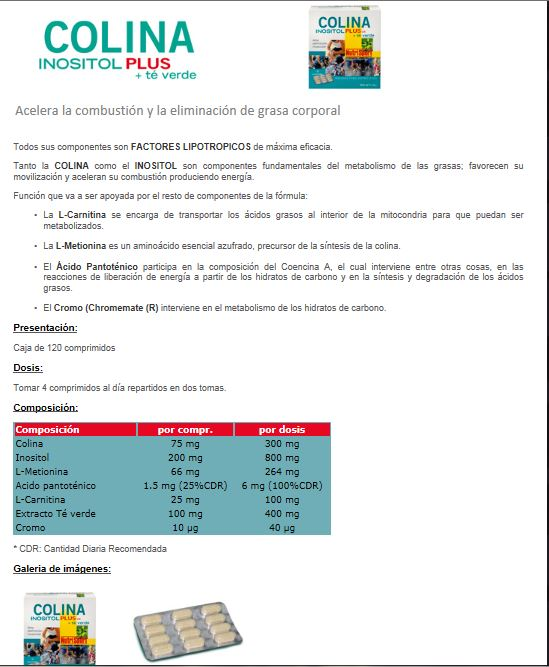 COLINA
INOSITOL PLUS
+ té verde
COLINA
INOSITOL PLUS
+ té verde
NutriSport
Acelera la combustión y la eliminación de grasa corporal
Todos sus componentes son FACTORES LIPOTROPICOS de máxima eficacia.
Tanto la COLINA como el INOSITOL son componentes fundamentales del metabolismo de las grasas; favorecen su
movilización y aceleran su combustión produciendo energía.
Función que va a ser apoyada por el resto de componentes de la fórmula:
• La L-Carnitina se encarga de transportar los ácidos grasos al interior de la mitocondria para que puedan ser
metabolizados.
• La L-Metionina es un aminoácido esencial azufrado, precursor de la síntesis de la colina.
• El Ácido Pantoténico participa en la composición del Coencina A, el cual interviene entre otras cosas, en las
reacciones de liberación de energía a partir de los hidratos de carbono y en la síntesis y degradación de los ácidos
grasos.
• El Cromo (Chromemate (R) interviene en el metabolismo de los hidratos de carbono.
Presentación:
Caja de 120 comprimidos
Dosis:
Tomar 4 comprimidos al día repartidos en dos tomas.
Composición:
Composición por compr. por dosis
Colina 75 mg 300 mg
Inositol 200 mg 800 mg
L-Metionina 66 mg 264 mg
Acido pantoténico 1.5 mg (25%CDR) 6 mg (100%CDR)
L-Carnitina 25 mg 100 mg
Extracto Té verde 100 mg 400 mg
Cromo 10 µg 40 µg
* CDR: Cantidad Diaria Recomendada
Galeria de imágenes:
COLINA
INOSITOL PLUS
+ té verde
NutriSport